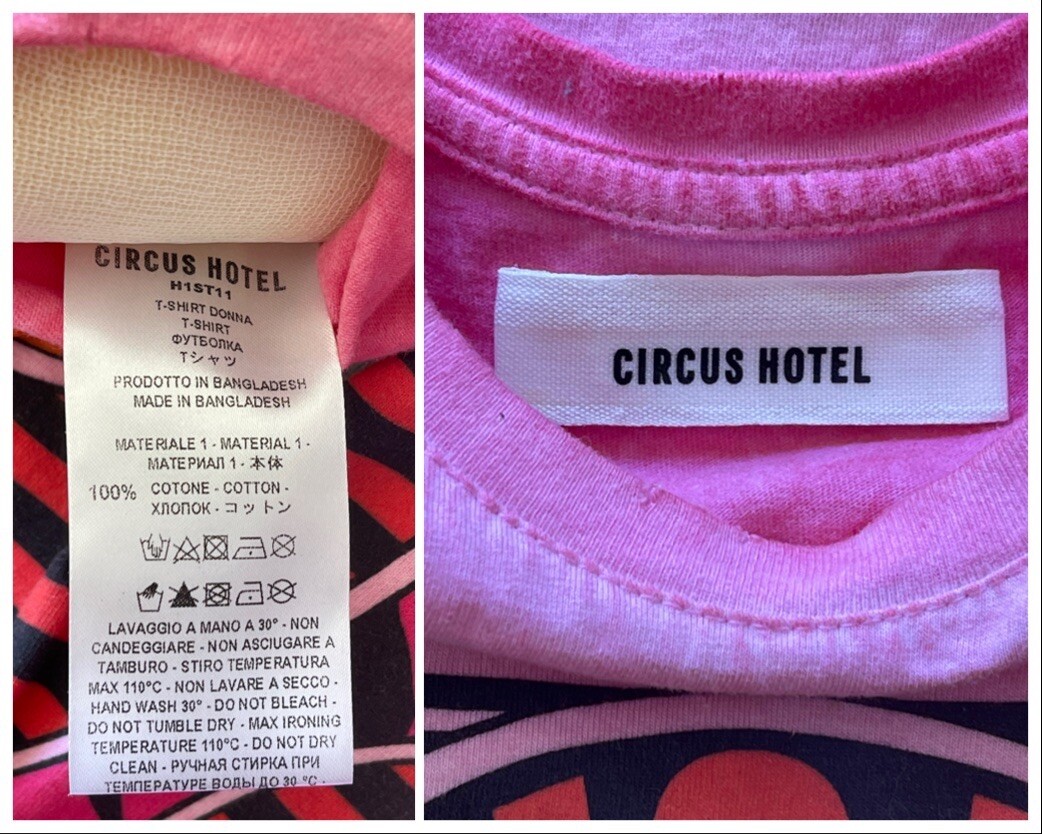 CIRCUS HOTEL
H1ST11
T-SHIRT DONNA
T-SHIRT
ФУТБОЛКА
Tシャツ
PRODOTTO IN BANGLADESH
MADE IN BANGLADESH
MATERIALE 1 - MATERIAL 1 -
МАТЕРИАЛ 1 - 本体
100% COTONE - COTTON -
ХЛОПОК - コットン
LAVAGGIO A MANO A 30° - NON
CANDEGGIARE - NON ASCIUGARE A
TAMBURO - STIRO TEMPERATURA
MAX 110°C - NON LAVARE A SECCO -
HAND WASH 30° - DO NOT BLEACH -
DO NOT TUMBLE DRY - MAX IRONING
TEMPERATURE 110°C - DO NOT DRY
CLEAN - РУЧНАЯ СТИРКА ПРИ
ТЕМПЕРАТУРЕ ВОДЫ ДО 30 °C -
CIRCUS HOTEL